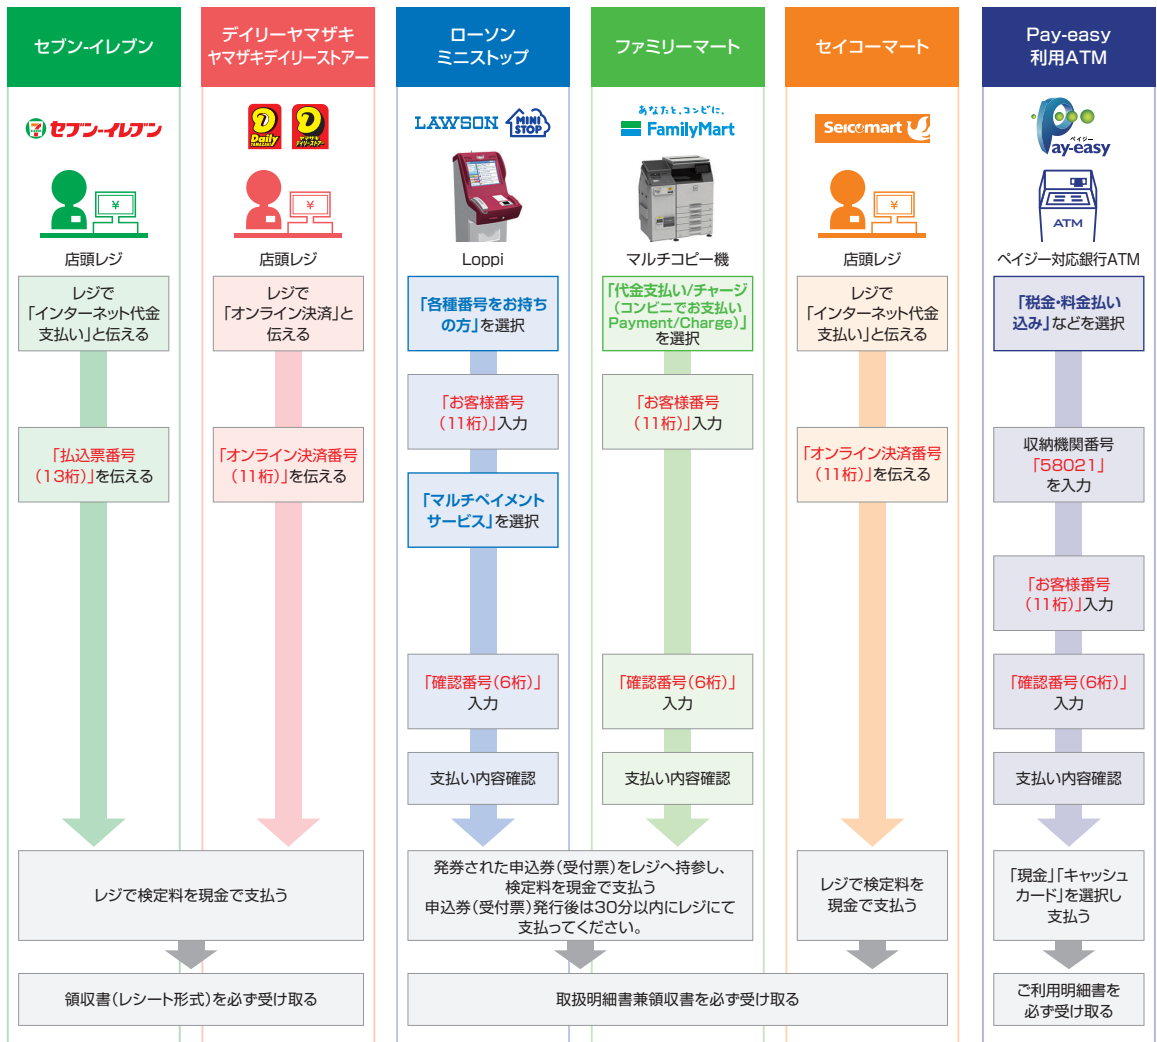 セブン-イレブン
セブン-イレブン
¥
店頭レジ
レジで
「インターネット代金
支払い」と伝える
「払込票番号
(13桁)」を伝える
デイリーヤマザキ
ヤマザキデイリーストアー
Daily
YAMAZAKI
ヤマザキ
デイリーストアー
¥
店頭レジ
レジで
「オンライン決済」と
伝える
「オンライン決済番号
(11桁)」を伝える
レジで検定料を現金で支払う
領収書(レシート形式)を必ず受け取る
ローソン
ミニストップ
LAWSON
MINI
STOP
Loppi
「各種番号をお持ち
の方」を選択
「お客様番号
(11桁)」入力
「マルチペイメント
サービス」を選択
「確認番号(6桁)」
入力
支払い内容確認
ファミリーマート
あなたと、コンビに、
FamilyMart
マルチコピー機
「代金支払い/チャージ
(コンビニでお支払い
Payment/Charge)」
を選択
「お客様番号
(11桁)」入力
「確認番号(6桁)」
入力
支払い内容確認
発券された申込券(受付票)をレジへ持参し、
検定料を現金で支払う
申込券(受付票)発行後は30分以内にレジにて
支払ってください。
セイコーマート
Seicomart
¥
店頭レジ
レジで
「インターネット代金
支払い」と伝える
「オンライン決済番号
(11桁)」を伝える
レジで検定料を
現金で支払う
取扱明細書兼領収書を必ず受け取る
Pay-easy
利用ATM
ペイジー
Pay-easy
ATM
ペイジー対応銀行ATM
「税金・料金払い
込み」などを選択
収納機関番号
「58021」
を入力
「お客様番号
(11桁)」入力
「確認番号(6桁)」
入力
支払い内容確認
「現金」「キャッシュ
カード」を選択し
支払う
ご利用明細書を
必ず受け取る